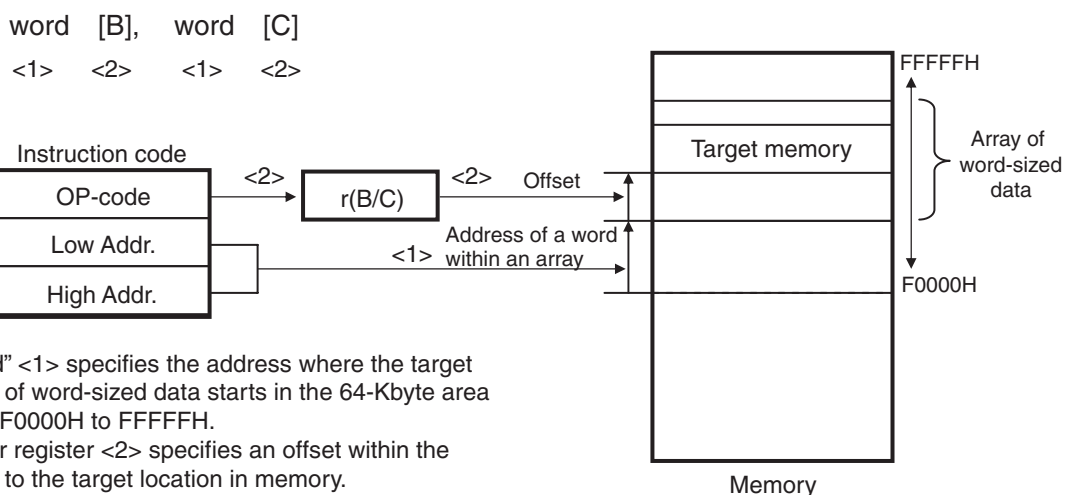 word [B], word [C]
<1> <2> <1> <2>
FFFFFH
Array of
word-sized
data
Target memory
Instruction code
OP-code
<2>
r(B/C)
<2>
Offset
Low Addr.
High Addr.
<1>
Address of a word
within an array
F0000H
” <1> specifies the address where the target
of word-sized data starts in the 64-Kbyte area
F0000H to FFFFFH.
register <2> specifies an offset within the
to the target location in memory.
Memory